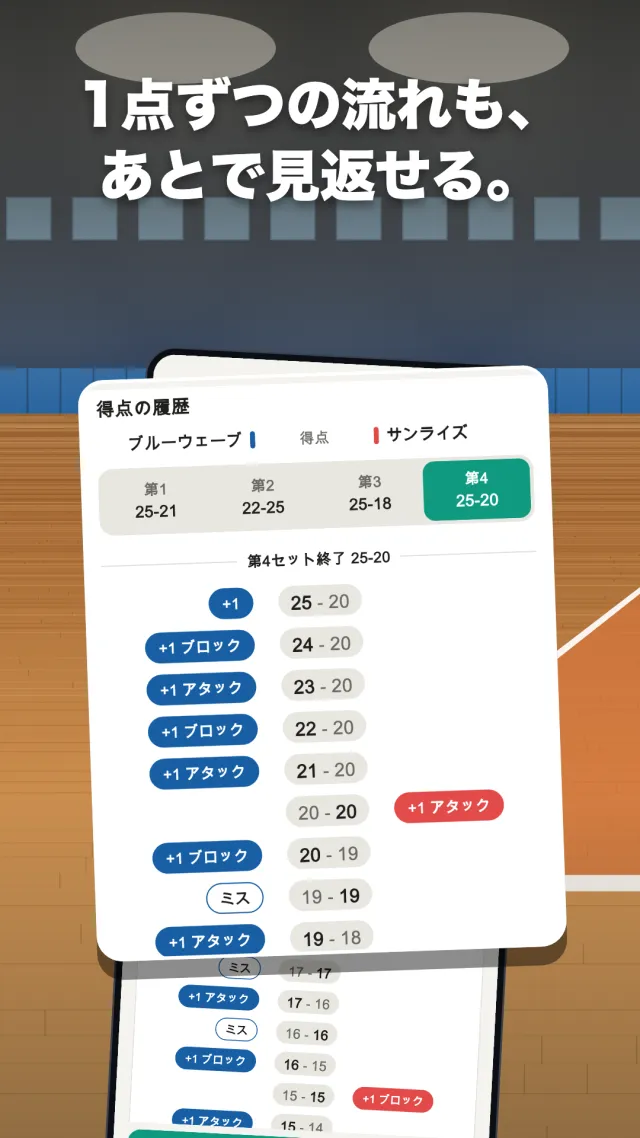 1点ずつの流れも、
あとで見返せる。
得点の履歴
ブルーウェーブ 得点 サンライズ
第1 第2 第3 第4
25-21 22-25 25-18 25-20
第4セット終了 25-20
+1 25 - 20
+1 ブロック 24 - 20
+1 アタック 23 - 20
+1 ブロック 22 - 20
+1 アタック 21 - 20
20 - 20 +1 アタック
+1 ブロック 20 - 19
ミス 19 - 19
+1 アタック 19 - 18
ミス 17 - 17
+1 アタック 17 - 16
ミス 16 - 16
+1 ブロック 16 - 15
15 - 15 +1 ブロック
+1 アタック 15 - 14